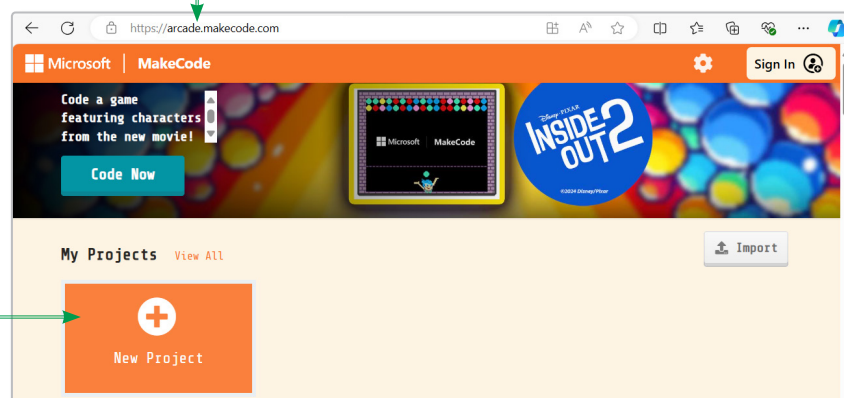 https://arcade.makecode.com
Microsoft | MakeCode
Sign In
Code a game
featuring characters
from the new movie!
Code Now
Microsoft | MakeCode
Disney PIXAR
INSIDE
OUT 2
©2024 Disney/Pixar
My Projects View All
Import
New Project